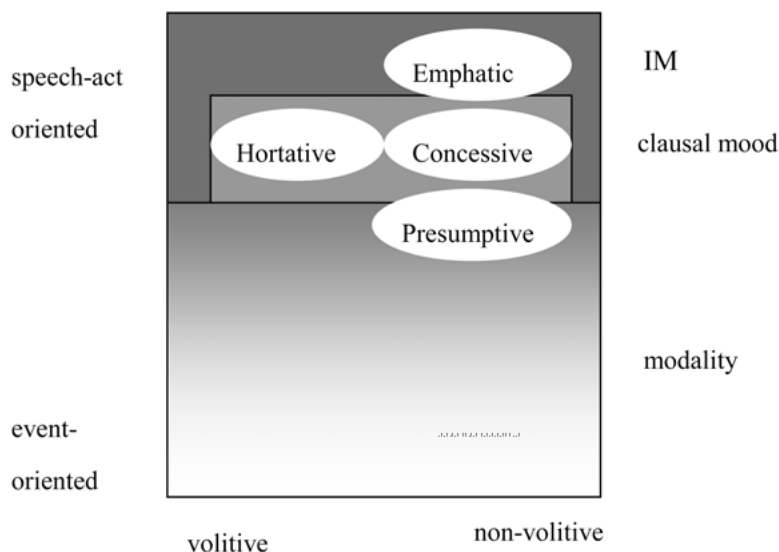 speech-act
oriented
Emphatic
IM
Hortative
Concessive
clausal mood
Presumptive
modality
event-
oriented
volitive
non-volitive